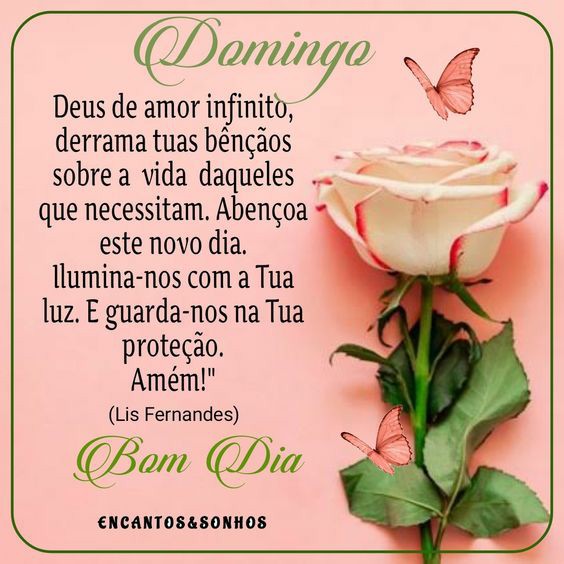 Domingo
Deus de amor infinito,
derrama tuas bênçãos
sobre a vida daqueles
que necessitam. Abençoa
este novo dia.
Ilumina-nos com a Tua
luz. E guarda-nos na Tua
proteção.
Amém!"
(Lis Fernandes)
Bom Dia
ENCANTOS&SONHOS